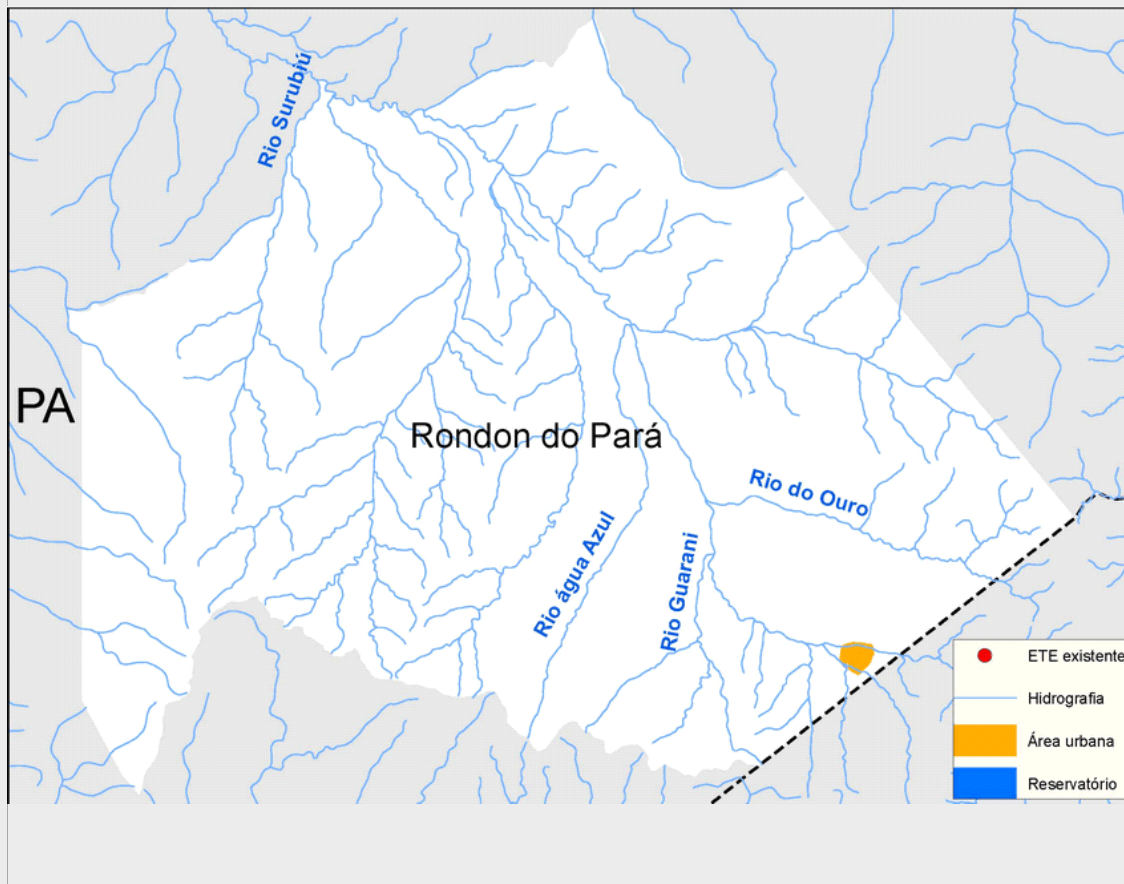 Rio Surubiú
PA
Rondon do Pará
Rio do Ouro
Rio água Azul
Rio Guarani
ETE existente
Hidrografia
Área urbana
Reservatório